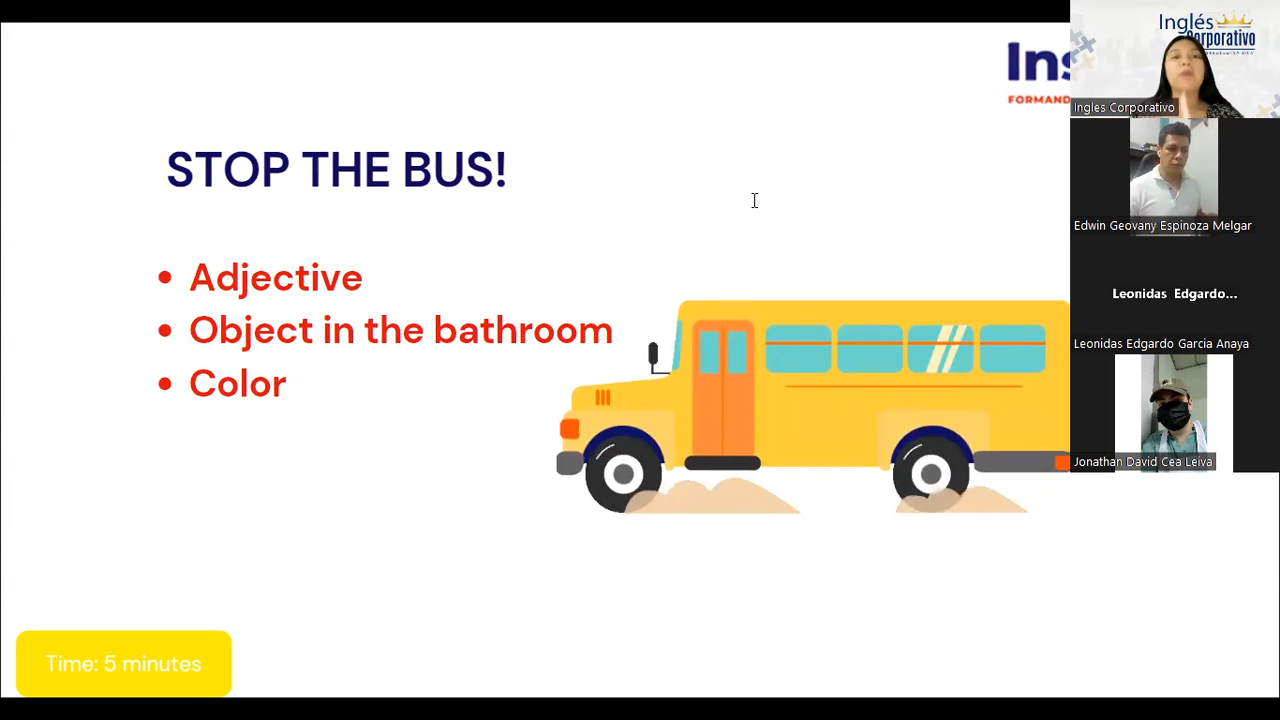 STOP THE BUS!
• Adjective
• Object in the bathroom
• Color
Time: 5 minutes
Ins
FORMAND
Inglés
Corporativo
Ingles Corporativo
Edwin Geovany Espinoza Melgar
Leonidas Edgardo...
Leonidas Edgardo Garcia Anaya
Jonathan David Cea Leiva